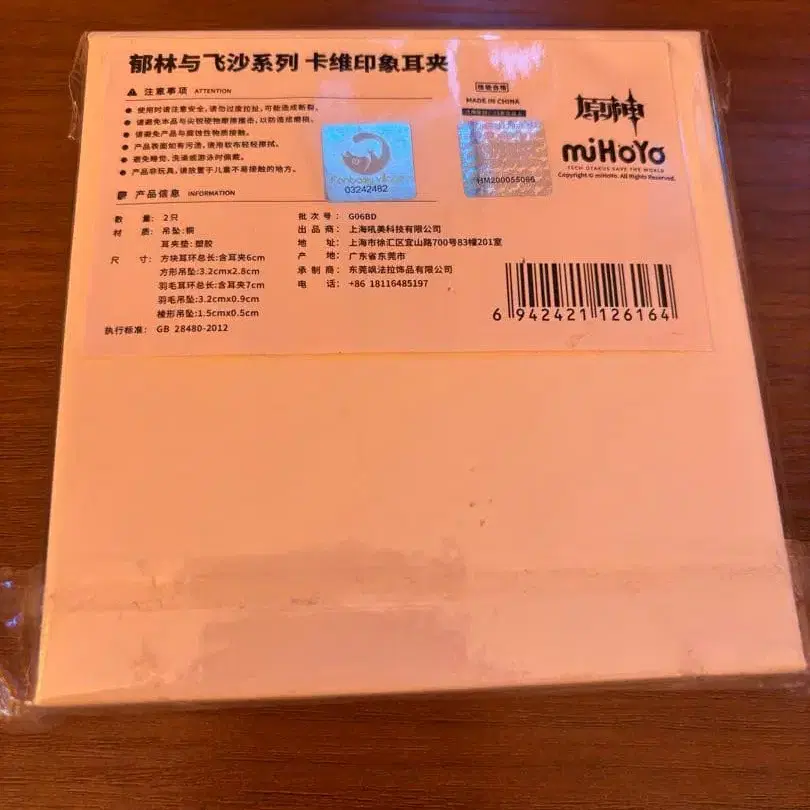 郁林与飞沙系列 卡维印象耳夹
注意事项 ATTENTION
使用时请注意安全，请勿过度拉扯，可能造成断裂。
请避免本品与尖锐硬物磨擦撞击，以防造成磨损。
请避免产品与腐蚀性物质接触。
产品表面如有污渍，请用软布轻轻擦拭。
避免睡觉、洗澡或游泳时佩戴。
产品非玩具，请放置于儿童不易接触的地方。
03242482
检验合格
MADE IN CHINA
HM200055096
原神
miHoYo
TECH OTAKUS SAVE THE WORLD
Copyright © miHoYo. All Rights Reserved.
产品信息 INFORMATION
数 量：2只
材 质：吊坠：铜
耳夹垫：塑胶
尺 寸：方块耳环总长：含耳夹6cm
方形吊坠：3.2cmx2.8cm
羽毛耳环总长：含耳夹7cm
羽毛吊坠：3.2cmx0.9cm
棱形吊坠：1.5cmx0.5cm
执行标准：GB 28480-2012
批次号：G06BD
出品商：上海吼美科技有限公司
地 址：上海市徐汇区宜山路700号83幢201室
产 地：广东省东莞市
承制商：东莞飒法拉饰品有限公司
电 话：+86 18116485197
6 942421 126164